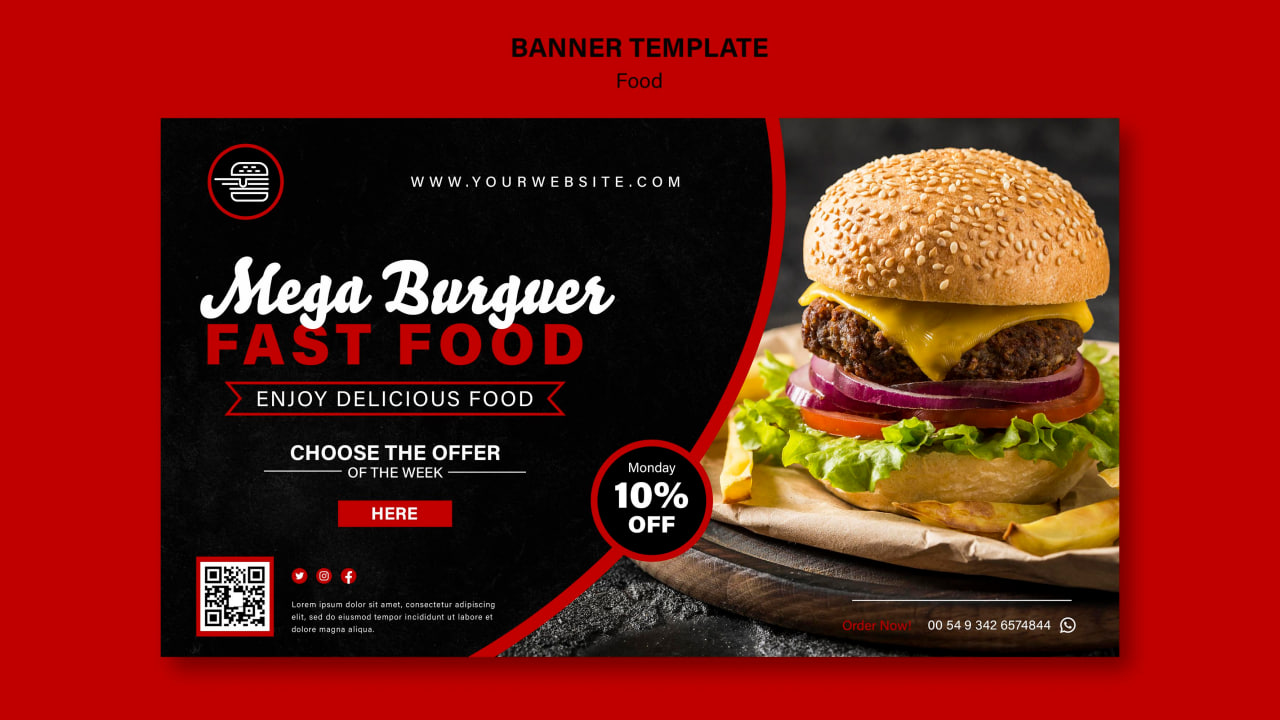 BANNER TEMPLATE
Food
WWW.YOURWEBSITE.COM
Mega Burguer
FAST FOOD
ENJOY DELICIOUS FOOD
CHOOSE THE OFFER
OF THE WEEK
HERE
Monday
10%
OFF
Lorem ipsum dolor sit amet, consectetur adipiscing
elit, sed do eiusmod tempor incididunt ut labore et
dolore magna aliqua.
Order Now! 00 54 9 342 6574844